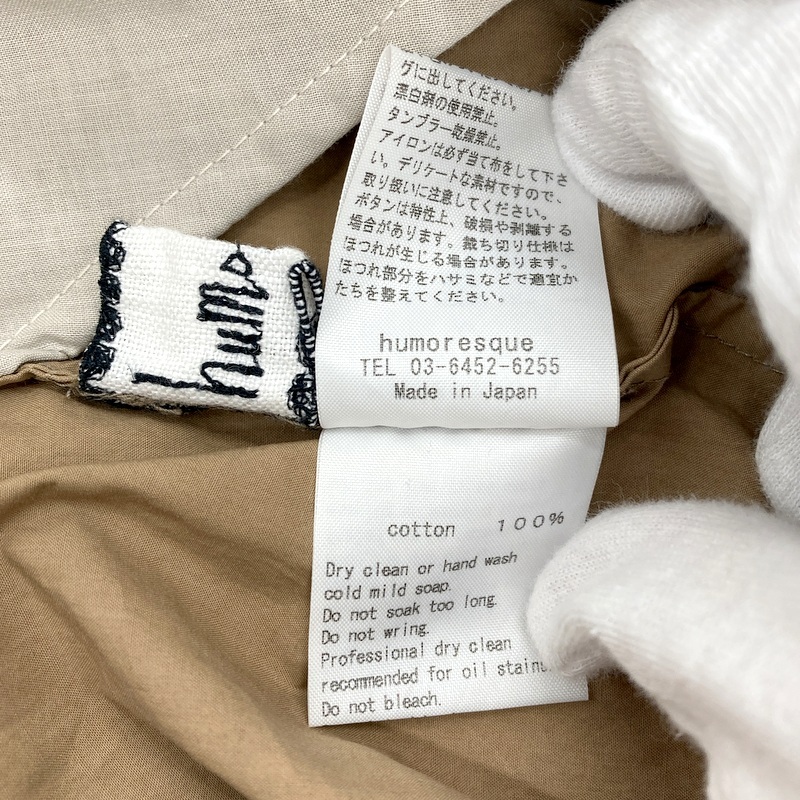 グに出してください。
漂白剤の使用禁止。
タンブラー乾燥禁止。
アイロンは必ず当て布をして下さ
い。デリケートな素材ですので、
取り扱いに注意してください。
ボタンは特性上、破損や剥離する
場合があります。裁ち切り仕様は
ほつれが生じる場合があります。
ほつれ部分をハサミなどで適宜か
たちを整えてください。
humoresque
TEL 03-6452-6255
Made in Japan
humo
cotton 100%
Dry clean or hand wash
cold mild soap.
Do not soak too long.
Do not wring.
Professional dry clean
recommended for oil stains.
Do not bleach.